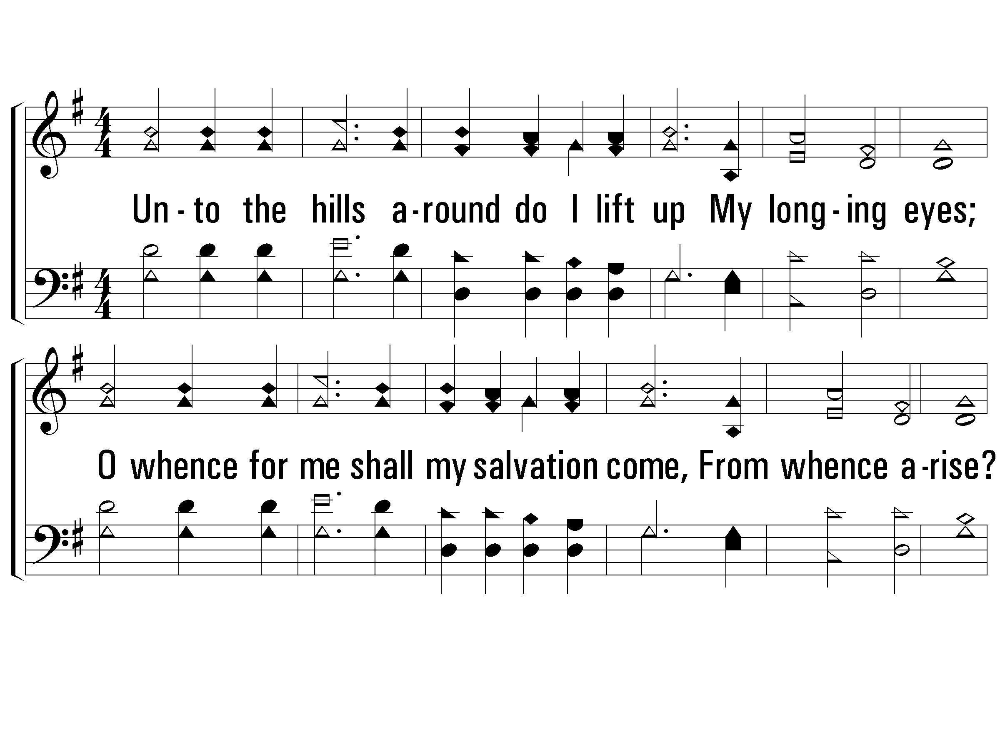 Un - to the hills a - round do I lift up My long - ing eyes;
O whence for me shall my salvation come, From whence a - rise?